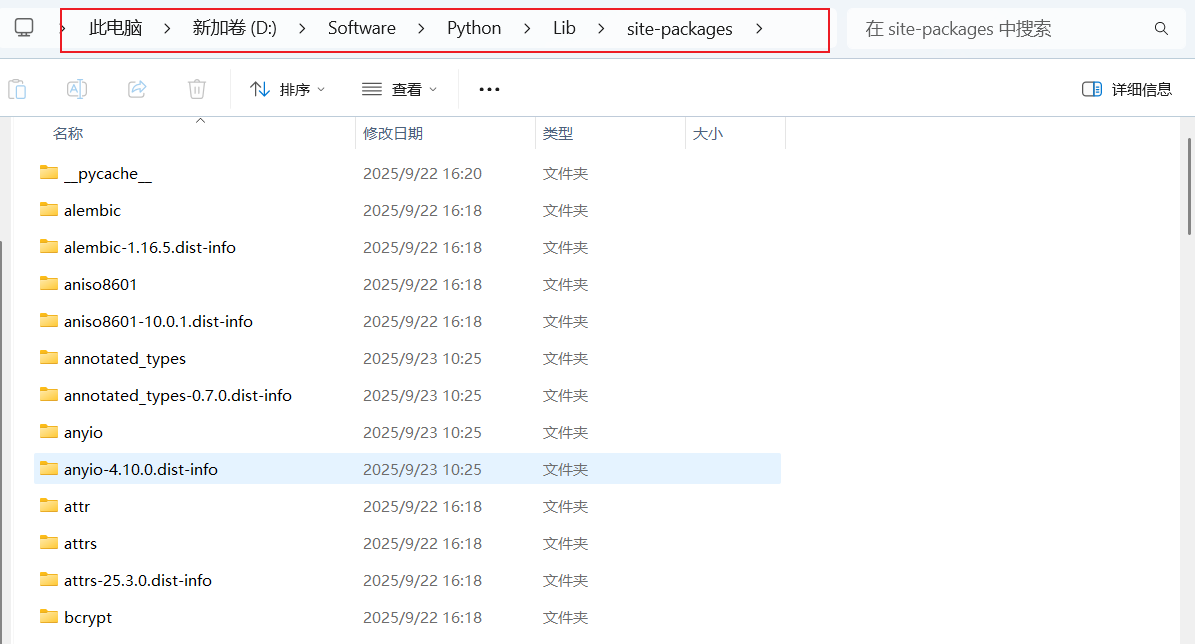 此电脑 > 新加卷 (D:) > Software > Python > Lib > site-packages > 在 site-packages 中搜索
排序 查看 ... 详细信息
名称 修改日期 类型 大小
__pycache__ 2025/9/22 16:20 文件夹
alembic 2025/9/22 16:18 文件夹
alembic-1.16.5.dist-info 2025/9/22 16:18 文件夹
aniso8601 2025/9/22 16:18 文件夹
aniso8601-10.0.1.dist-info 2025/9/22 16:18 文件夹
annotated_types 2025/9/23 10:25 文件夹
annotated_types-0.7.0.dist-info 2025/9/23 10:25 文件夹
anyio 2025/9/23 10:25 文件夹
anyio-4.10.0.dist-info 2025/9/23 10:25 文件夹
attr 2025/9/22 16:18 文件夹
attrs 2025/9/22 16:18 文件夹
attrs-25.3.0.dist-info 2025/9/22 16:18 文件夹
bcrypt 2025/9/22 16:18 文件夹